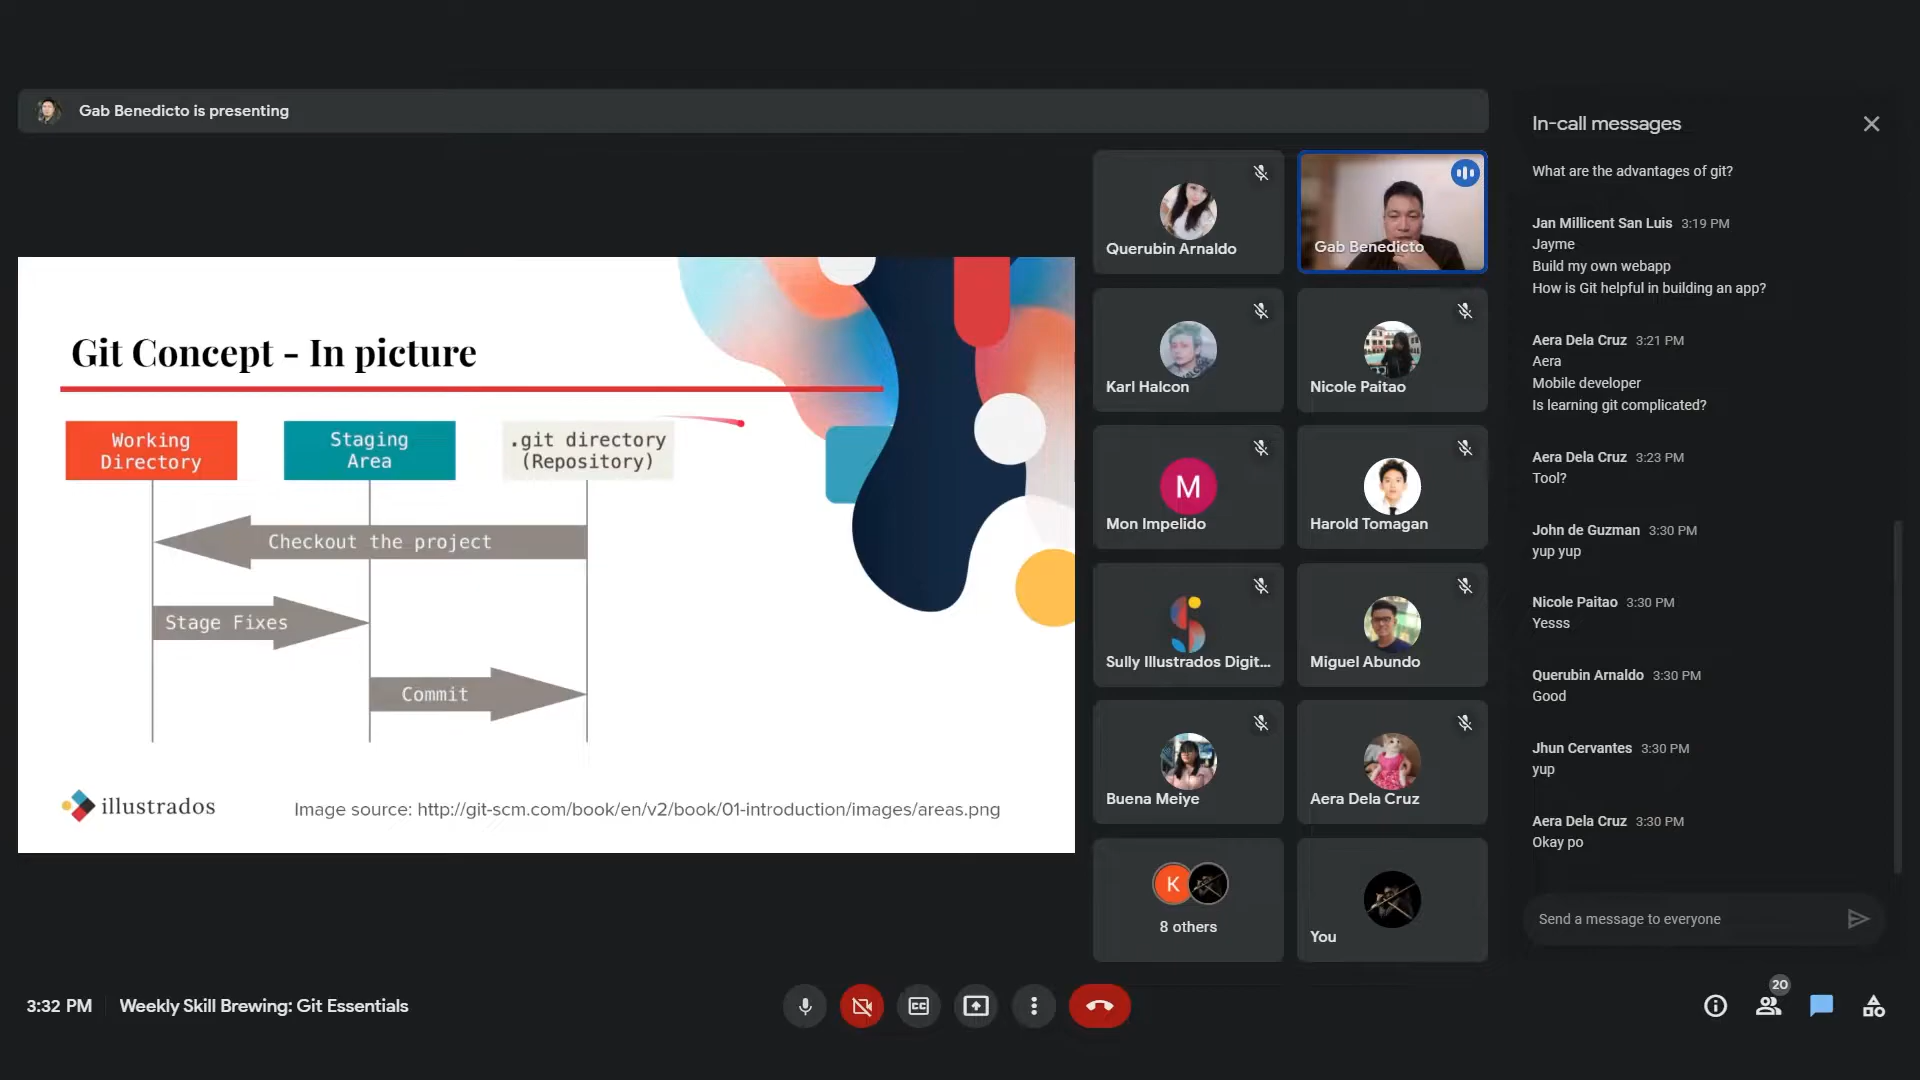 Gab Benedicto is presenting
Git Concept - In picture
Working
Directory
Staging
Area
.git directory
(Repository)
Checkout the project
Stage Fixes
Commit
illustrados
Image source: http://git-scm.com/book/en/v2/book/01-introduction/images/areas.png
Querubin Arnaldo
Gab Benedicto
Karl Halcon
Nicole Paitao
M
Mon Impelido
Harold Tomagan
Sully Illustrados Digit...
Miguel Abundo
Buena Meiye
Aera Dela Cruz
K
8 others
You
In-call messages
What are the advantages of git?
Jan Millicent San Luis 3:19 PM
Jayme
Build my own webapp
How is Git helpful in building an app?
Aera Dela Cruz 3:21 PM
Aera
Mobile developer
Is learning git complicated?
Aera Dela Cruz 3:23 PM
Tool?
John de Guzman 3:30 PM
yup yup
Nicole Paitao 3:30 PM
Yesss
Querubin Arnaldo 3:30 PM
Good
Jhun Cervantes 3:30 PM
yup
Aera Dela Cruz 3:30 PM
Okay po
Send a message to everyone
3:32 PM Weekly Skill Brewing: Git Essentials
CC
20